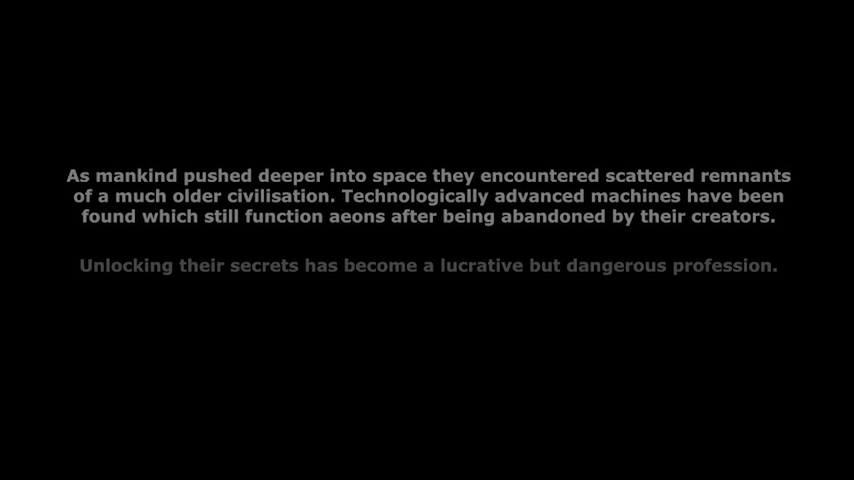 As mankind pushed deeper into space they encountered scattered remnants
of a much older civilisation. Technologically advanced machines have been
found which still function aeons after being abandoned by their creators.
Unlocking their secrets has become a lucrative but dangerous profession.